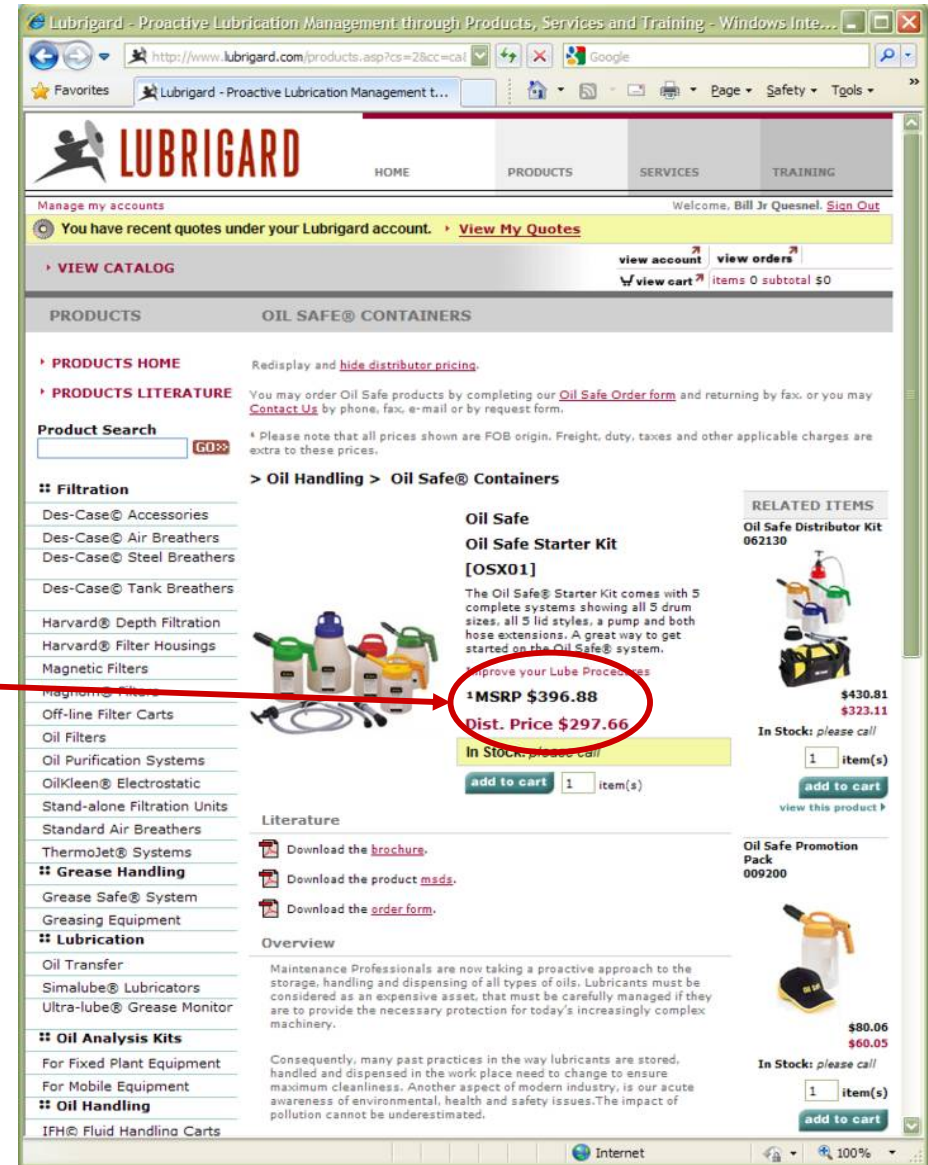 Lubrigard - Proactive Lubrication Management through Products, Services and Training - Windows Inte...
http://www.lubrigard.com/products.asp?cs=2&cc=cat
Google
Favorites
Lubrigard - Proactive Lubrication Management t...
Page
Safety
Tools
LUBRIGARD
HOME
PRODUCTS
SERVICES
TRAINING
Manage my accounts
Welcome, Bill Jr Quesnel. Sign Out
You have recent quotes under your Lubrigard account. View My Quotes
VIEW CATALOG
view account
view orders
view cart
items 0 subtotal $0
PRODUCTS
OIL SAFE® CONTAINERS
PRODUCTS HOME
PRODUCTS LITERATURE
Product Search
GO
:: Filtration
Des-Case© Accessories
Des-Case© Air Breathers
Des-Case© Steel Breathers
Des-Case© Tank Breathers
Harvard® Depth Filtration
Harvard® Filter Housings
Magnetic Filters
Off-line Filter Carts
Oil Filters
Oil Purification Systems
OilKleen® Electrostatic
Stand-alone Filtration Units
Standard Air Breathers
ThermoJet® Systems
:: Grease Handling
Grease Safe® System
Greasing Equipment
:: Lubrication
Oil Transfer
Simalube® Lubricators
Ultra-lube® Grease Monitor
:: Oil Analysis Kits
For Fixed Plant Equipment
For Mobile Equipment
:: Oil Handling
IFH© Fluid Handling Carts
Redisplay and hide distributor pricing.
You may order Oil Safe products by completing our Oil Safe Order form and returning by fax. or you may
Contact Us by phone, fax, e-mail or by request form.
¹ Please note that all prices shown are FOB origin. Freight, duty, taxes and other applicable charges are
extra to these prices.
> Oil Handling > Oil Safe® Containers
Oil Safe
Oil Safe Starter Kit
[OSX01]
The Oil Safe® Starter Kit comes with 5
complete systems showing all 5 drum
sizes, all 5 lid styles, a pump and both
hose extensions. A great way to get
started on the Oil Safe® system.
Improve your Lube Procedures
¹MSRP $396.88
Dist. Price $297.66
In Stock: please call
add to cart
1 item(s)
Literature
Download the brochure.
Download the product msds.
Download the order form.
Overview
Maintenance Professionals are now taking a proactive approach to the
storage, handling and dispensing of all types of oils. Lubricants must be
considered as an expensive asset, that must be carefully managed if they
are to provide the necessary protection for today's increasingly complex
machinery.
Consequently, many past practices in the way lubricants are stored,
handled and dispensed in the work place need to change to ensure
maximum cleanliness. Another aspect of modern industry, is our acute
awareness of environmental, health and safety issues.The impact of
pollution cannot be underestimated.
RELATED ITEMS
Oil Safe Distributor Kit
062130
$430.81
$323.11
In Stock: please call
1 item(s)
add to cart
view this product
Oil Safe Promotion
Pack
009200
$80.06
$60.05
In Stock: please call
1 item(s)
add to cart
Internet
100%